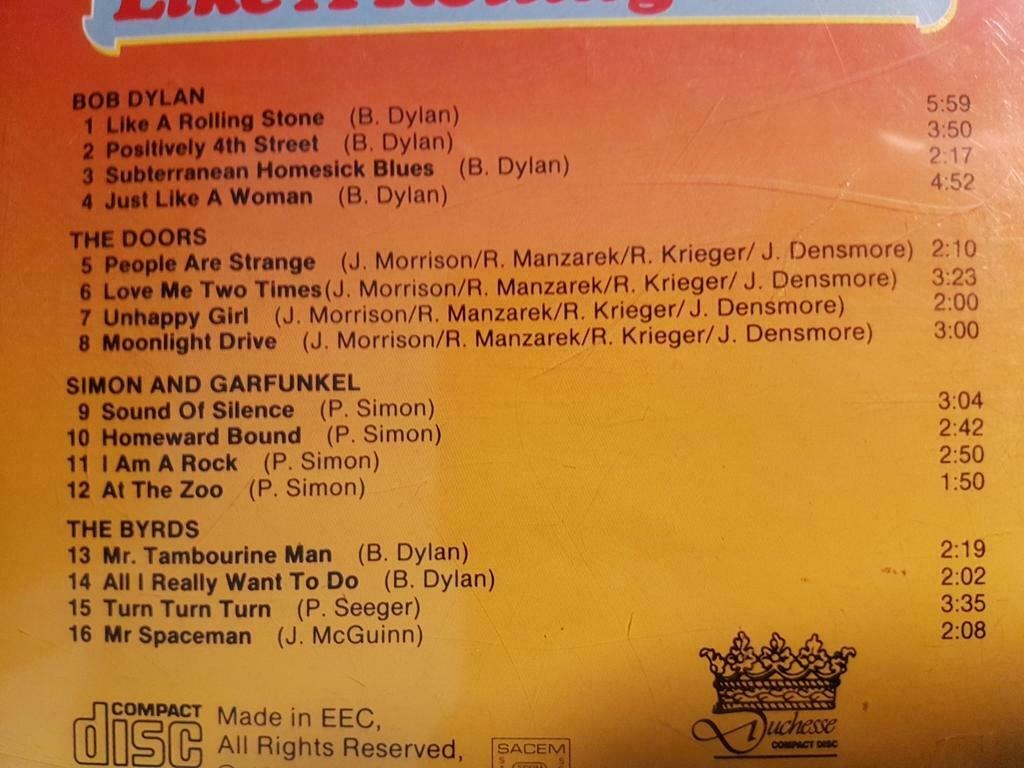 Like A Rolling
BOB DYLAN
1 Like A Rolling Stone (B. Dylan) 5:59
2 Positively 4th Street (B. Dylan) 3:50
3 Subterranean Homesick Blues (B. Dylan) 2:17
4 Just Like A Woman (B. Dylan) 4:52
THE DOORS
5 People Are Strange (J. Morrison/R. Manzarek/R. Krieger/ J. Densmore) 2:10
6 Love Me Two Times(J. Morrison/R. Manzarek/R. Krieger/ J. Densmore) 3:23
7 Unhappy Girl (J. Morrison/R. Manzarek/R. Krieger/J. Densmore) 2:00
8 Moonlight Drive (J. Morrison/R. Manzarek/R. Krieger/J. Densmore) 3:00
SIMON AND GARFUNKEL
9 Sound Of Silence (P. Simon) 3:04
10 Homeward Bound (P. Simon) 2:42
11 I Am A Rock (P. Simon) 2:50
12 At The Zoo (P. Simon) 1:50
THE BYRDS
13 Mr. Tambourine Man (B. Dylan) 2:19
14 All I Really Want To Do (B. Dylan) 2:02
15 Turn Turn Turn (P. Seeger) 3:35
16 Mr Spaceman (J. McGuinn) 2:08
COMPACT
disc
Made in EEC,
All Rights Reserved,
SACEM
Duchesse
COMPACT DISC